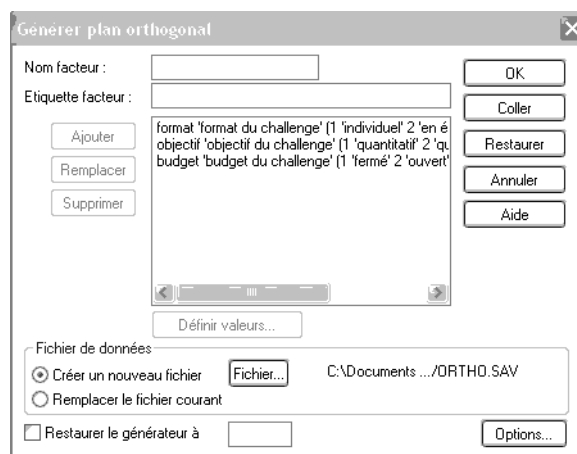 Générer plan orthogonal
Nom facteur :
OK
Etiquette facteur :
Coller
Ajouter
format 'format du challenge' (1 'individuel' 2 'en é
objectif 'objectif du challenge' (1 'quantitatif' 2 'qu
budget 'budget du challenge' (1 'fermé' 2 'ouvert'
Restaurer
Remplacer
Annuler
Supprimer
Aide
Définir valeurs...
Fichier de données
Créer un nouveau fichier
Fichier...
C:\Documents .../ORTHO.SAV
Remplacer le fichier courant
Restaurer le générateur à
Options...